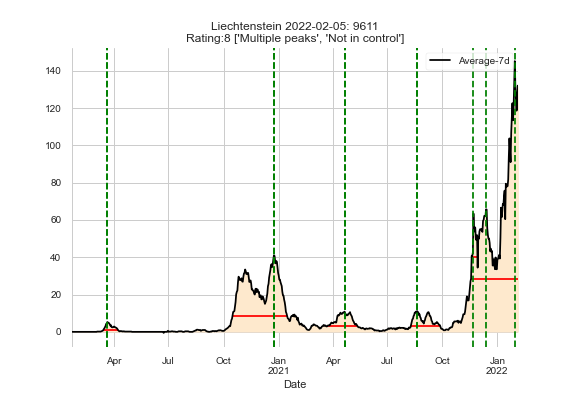 Liechtenstein 2022-02-05: 9611
Rating:8 ['Multiple peaks', 'Not in control']
Average-7d
140
120
100
80
60
40
20
0
Apr Jul Oct Jan Apr Jul Oct Jan
2021 2022
Date